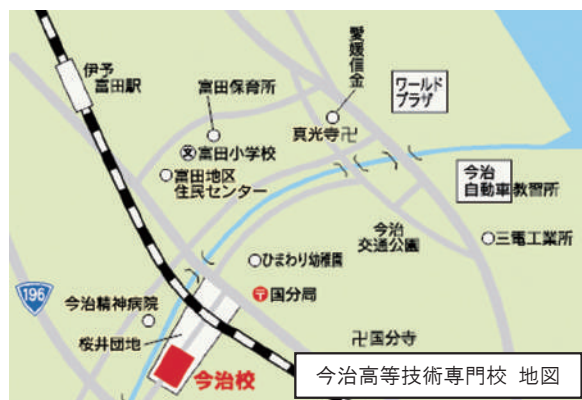 愛媛信金
伊予
富田駅
富田保育所
ワールド
プラザ
真光寺卍
富田小学校
文
富田地区
住民センター
今治
自動車教習所
今治
交通公園
三電工業所
ひまわり幼稚園
〒国分局
196
今治精神病院
桜井団地
卍国分寺
今治校
今治高等技術専門校 地図